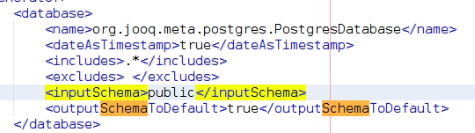 <database>
<name>org.jooq.meta.postgres.PostgresDatabase</name>
<dateAsTimestamp>true</dateAsTimestamp>
<includes>.*</includes>
<excludes> </excludes>
<inputSchema>public</inputSchema>
<outputSchemaToDefault>true</outputSchemaToDefault>
</database>